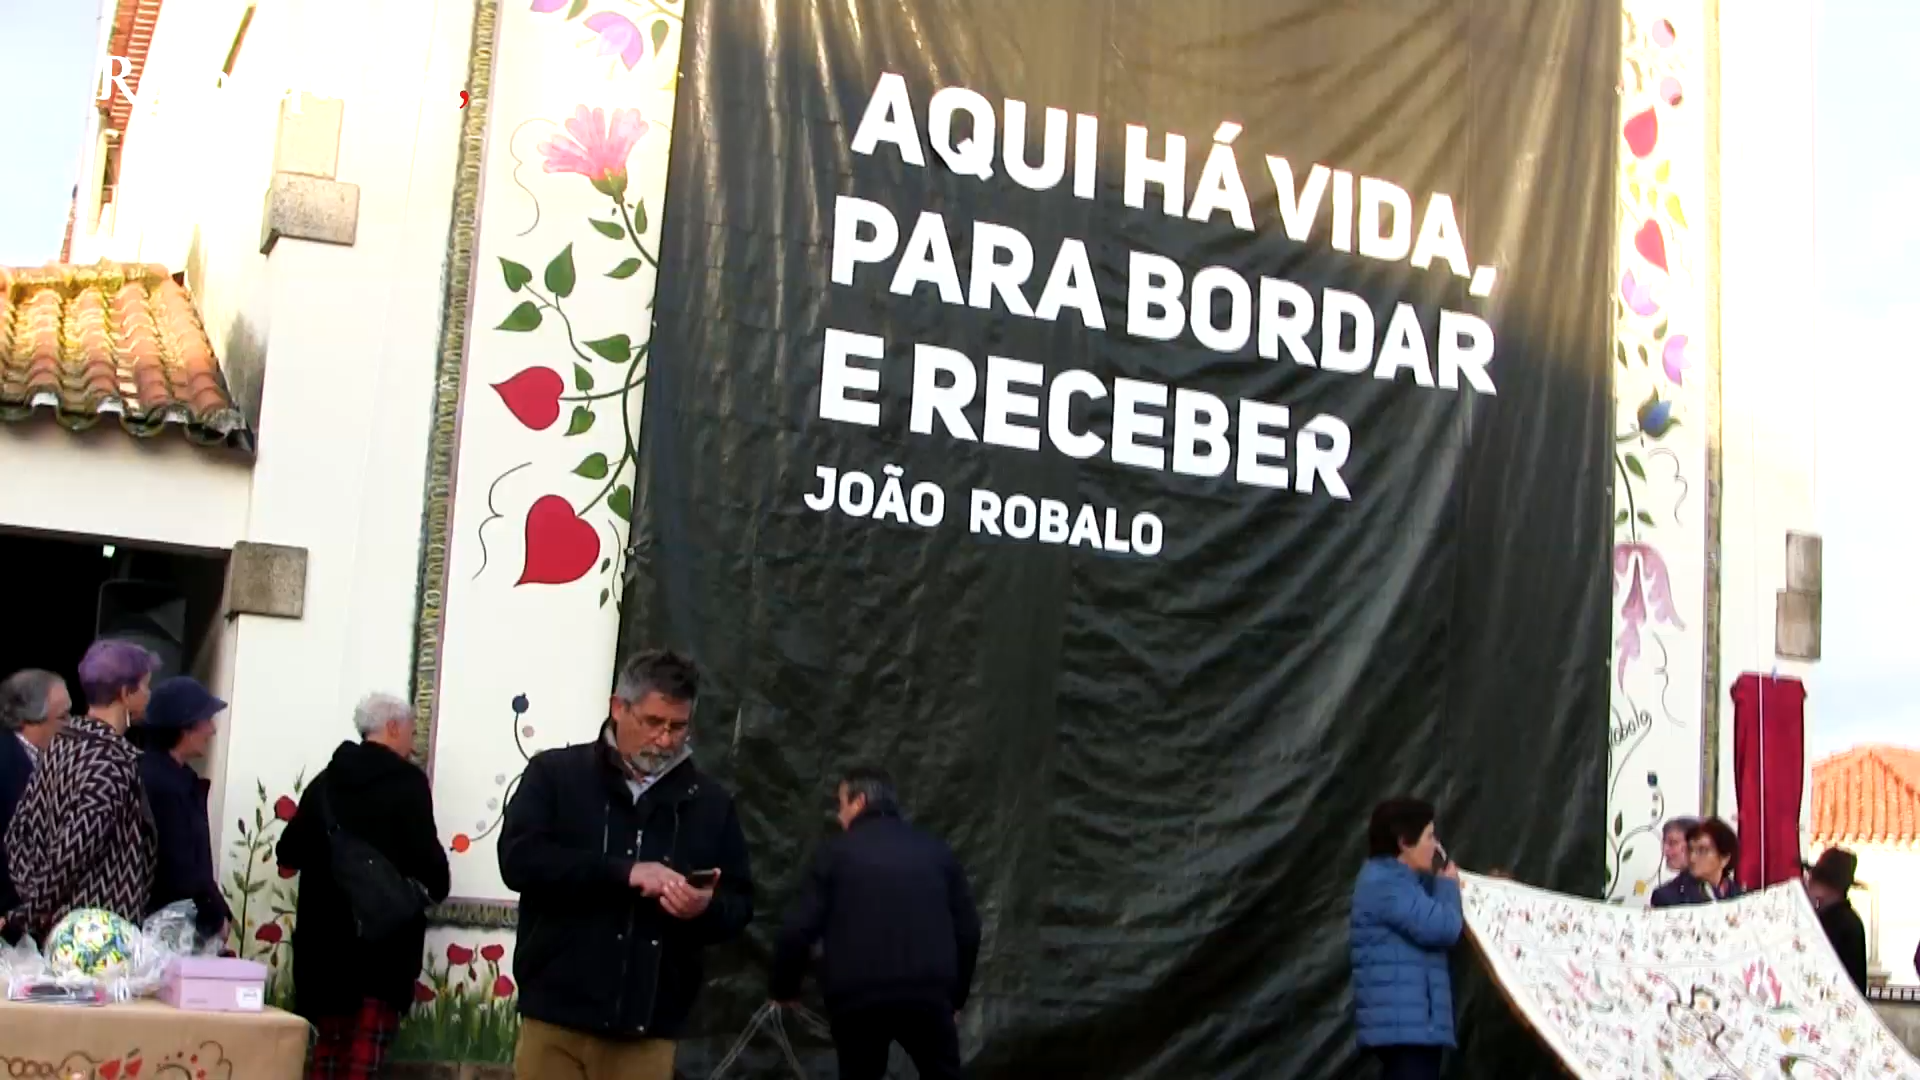 AQUI HÁ VIDA,
PARA BORDAR
E RECEBER
JOÃO ROBALO